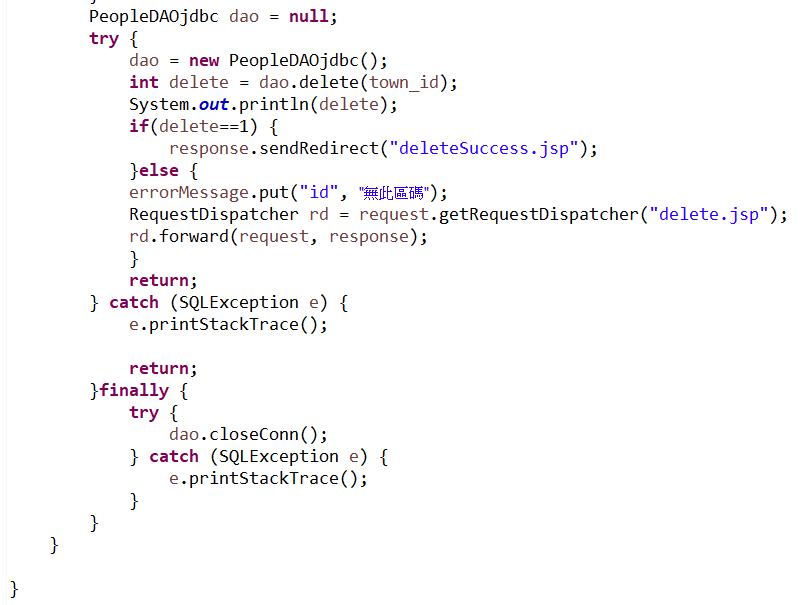 }
PeopleDAOjdbc dao = null;
try {
dao = new PeopleDAOjdbc();
int delete = dao.delete(town_id);
System.out.println(delete);
if(delete==1) {
response.sendRedirect("deleteSuccess.jsp");
}else {
errorMessage.put("id", "無此區碼");
RequestDispatcher rd = request.getRequestDispatcher("delete.jsp");
rd.forward(request, response);
}
return;
} catch (SQLException e) {
e.printStackTrace();
return;
}finally {
try {
dao.closeConn();
} catch (SQLException e) {
e.printStackTrace();
}
}
}
}